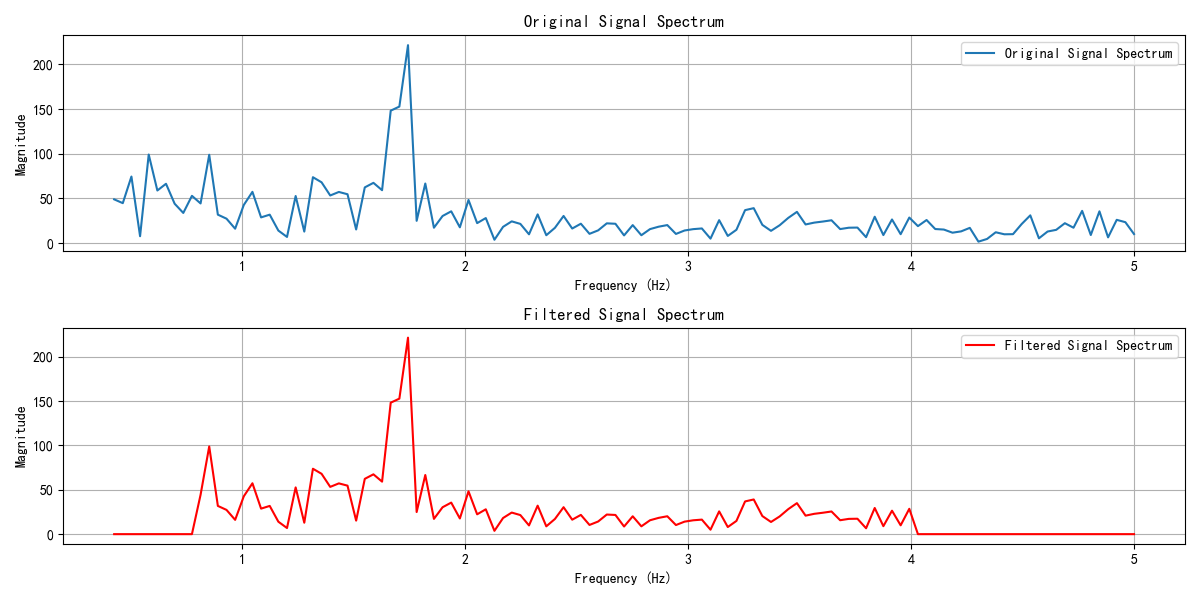 Original Signal Spectrum
Original Signal Spectrum
200
150
100
50
0
Magnitude
1 2 3 4 5
Frequency (Hz)
Filtered Signal Spectrum
Filtered Signal Spectrum
200
150
100
50
0
Magnitude
1 2 3 4 5
Frequency (Hz)